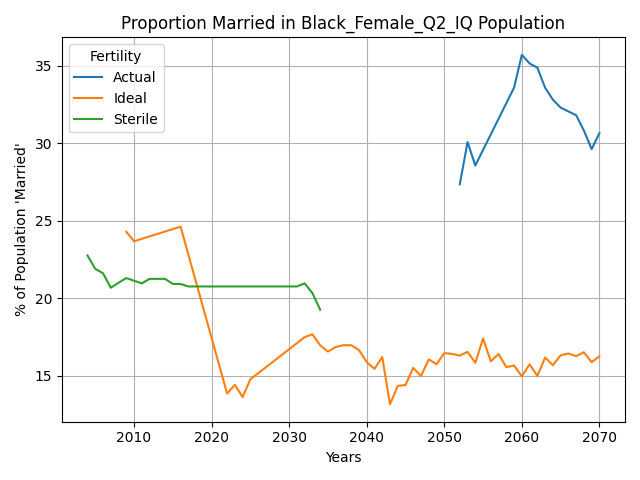 Proportion Married in Black_Female_Q2_IQ Population
% of Population 'Married'
35
30
25
20
15
Fertility
Actual
Ideal
Sterile
2010 2020 2030 2040 2050 2060 2070
Years